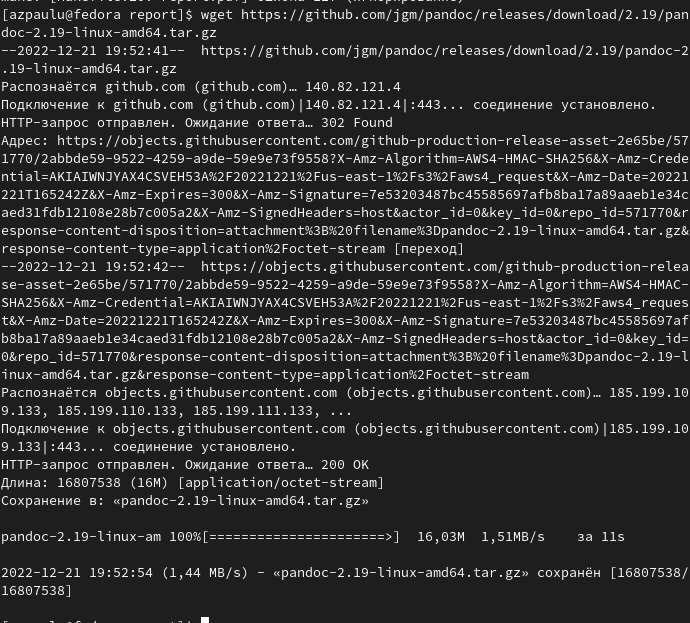 [azpaulu@fedora report]$ wget https://github.com/jgm/pandoc/releases/download/2.19/pan
doc-2.19-linux-amd64.tar.gz
--2022-12-21 19:52:41--  https://github.com/jgm/pandoc/releases/download/2.19/pandoc-2
.19-linux-amd64.tar.gz
Распознаётся github.com (github.com)… 140.82.121.4
Подключение к github.com (github.com)|140.82.121.4|:443... соединение установлено.
HTTP-запрос отправлен. Ожидание ответа… 302 Found
Адрес: https://objects.githubusercontent.com/github-production-release-asset-2e65be/57
1770/2abbde59-9522-4259-a9de-59e9e73f9558?X-Amz-Algorithm=AWS4-HMAC-SHA256&X-Amz-Crede
ntial=AKIAIWNJYAX4CSVEH53A%2F20221221%2Fus-east-1%2Fs3%2Faws4_request&X-Amz-Date=20221
221T165242Z&X-Amz-Expires=300&X-Amz-Signature=7e53203487bc45585697afb8ba17a89aaeb1e34c
aed31fdb12108e28b7c005a2&X-Amz-SignedHeaders=host&actor_id=0&key_id=0&repo_id=571770&r
esponse-content-disposition=attachment%3B%20filename%3Dpandoc-2.19-linux-amd64.tar.gz&
response-content-type=application%2Foctet-stream [переход]
--2022-12-21 19:52:42--  https://objects.githubusercontent.com/github-production-relea
se-asset-2e65be/571770/2abbde59-9522-4259-a9de-59e9e73f9558?X-Amz-Algorithm=AWS4-HMAC-
SHA256&X-Amz-Credential=AKIAIWNJYAX4CSVEH53A%2F20221221%2Fus-east-1%2Fs3%2Faws4_reques
t&X-Amz-Date=20221221T165242Z&X-Amz-Expires=300&X-Amz-Signature=7e53203487bc45585697af
b8ba17a89aaeb1e34caed31fdb12108e28b7c005a2&X-Amz-SignedHeaders=host&actor_id=0&key_id=
0&repo_id=571770&response-content-disposition=attachment%3B%20filename%3Dpandoc-2.19-l
inux-amd64.tar.gz&response-content-type=application%2Foctet-stream
Распознаётся objects.githubusercontent.com (objects.githubusercontent.com)… 185.199.10
9.133, 185.199.110.133, 185.199.111.133, ...
Подключение к objects.githubusercontent.com (objects.githubusercontent.com)|185.199.10
9.133|:443... соединение установлено.
HTTP-запрос отправлен. Ожидание ответа… 200 OK
Длина: 16807538 (16M) [application/octet-stream]
Сохранение в: «pandoc-2.19-linux-amd64.tar.gz»
pandoc-2.19-linux-am 100%[======================>]  16,03M  1,51MB/s    за 11s
2022-12-21 19:52:54 (1,44 MB/s) - «pandoc-2.19-linux-amd64.tar.gz» сохранён [16807538/
16807538]